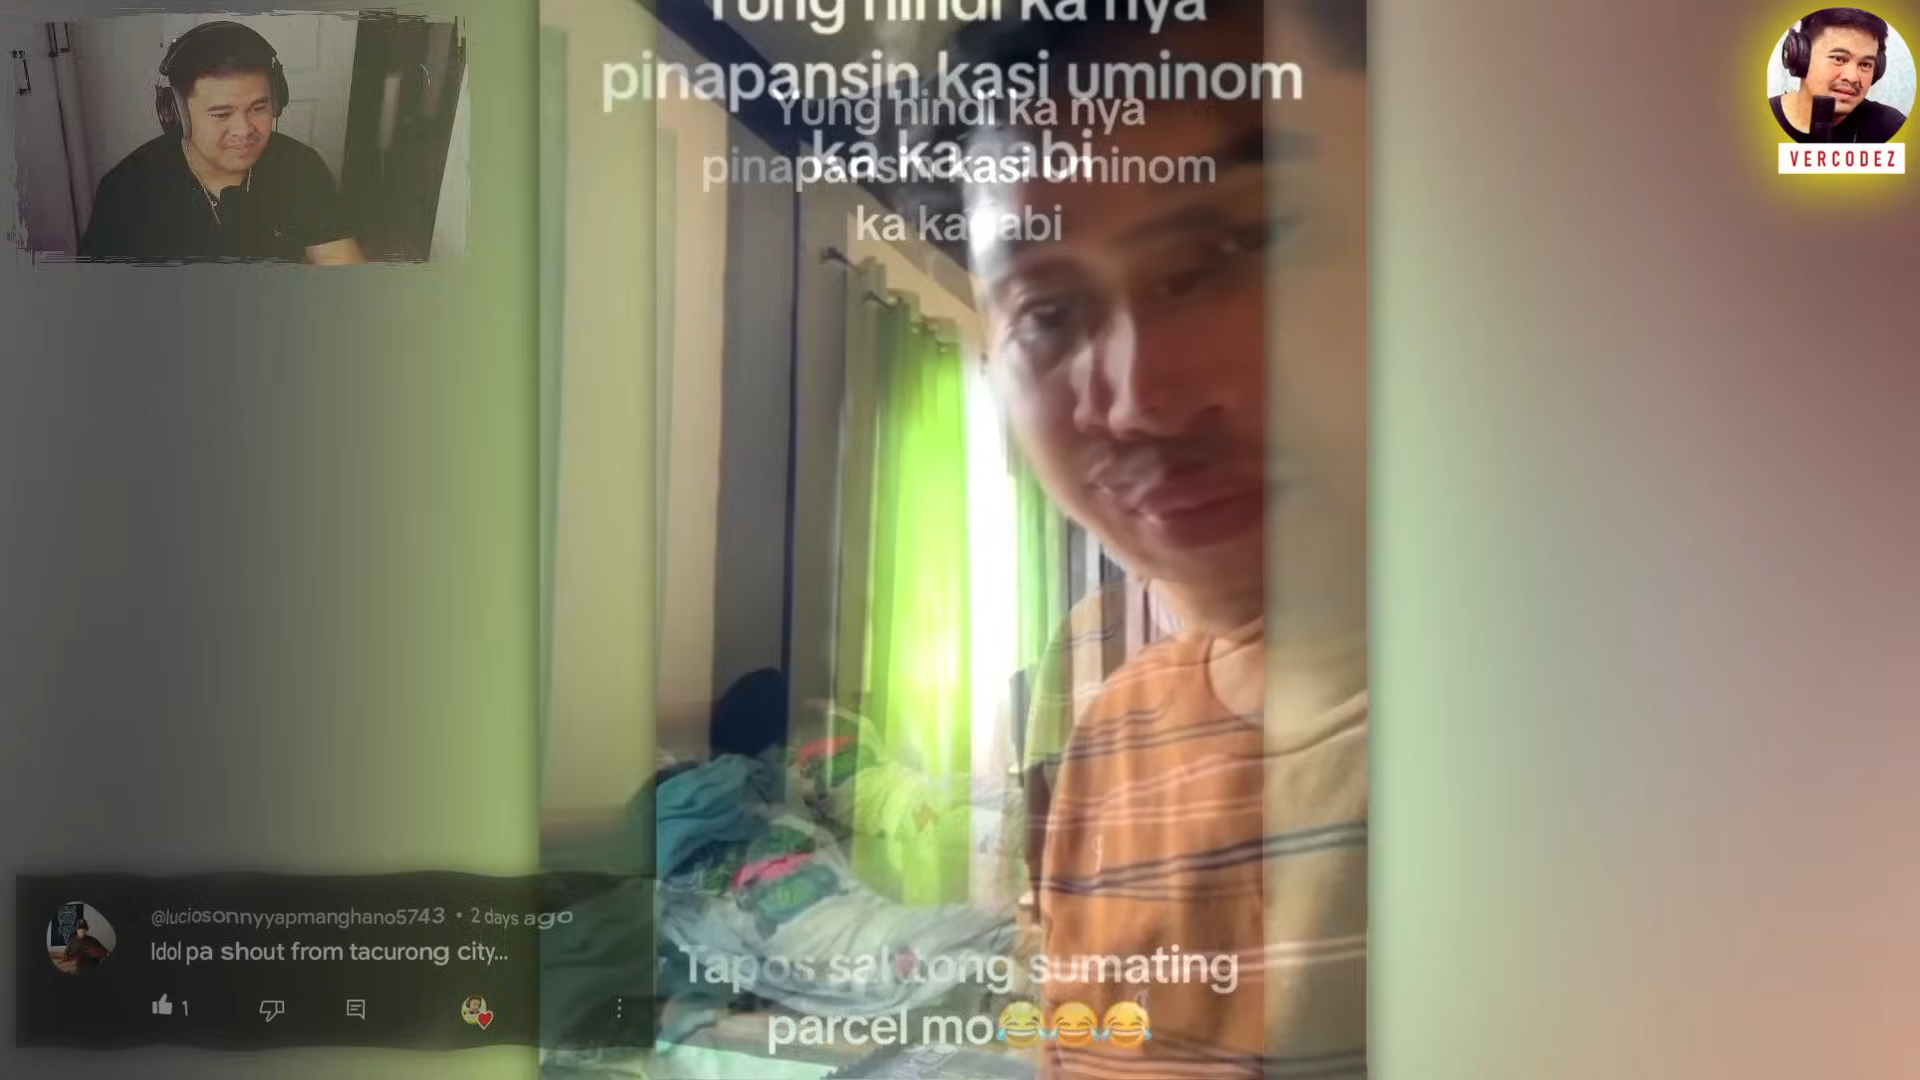 Yung hindi ka nya
pinapansin kasi uminom
ka kagabi
Yung hindi ka nya
pinapansin kasi uminom
ka kagabi
VERCODEZ
@luciosonnyyapmanghano5743 • 2 days ago
Idol pa shout from tacurong city...
1
Tapos saktong sumating
parcel mo😂😂😂